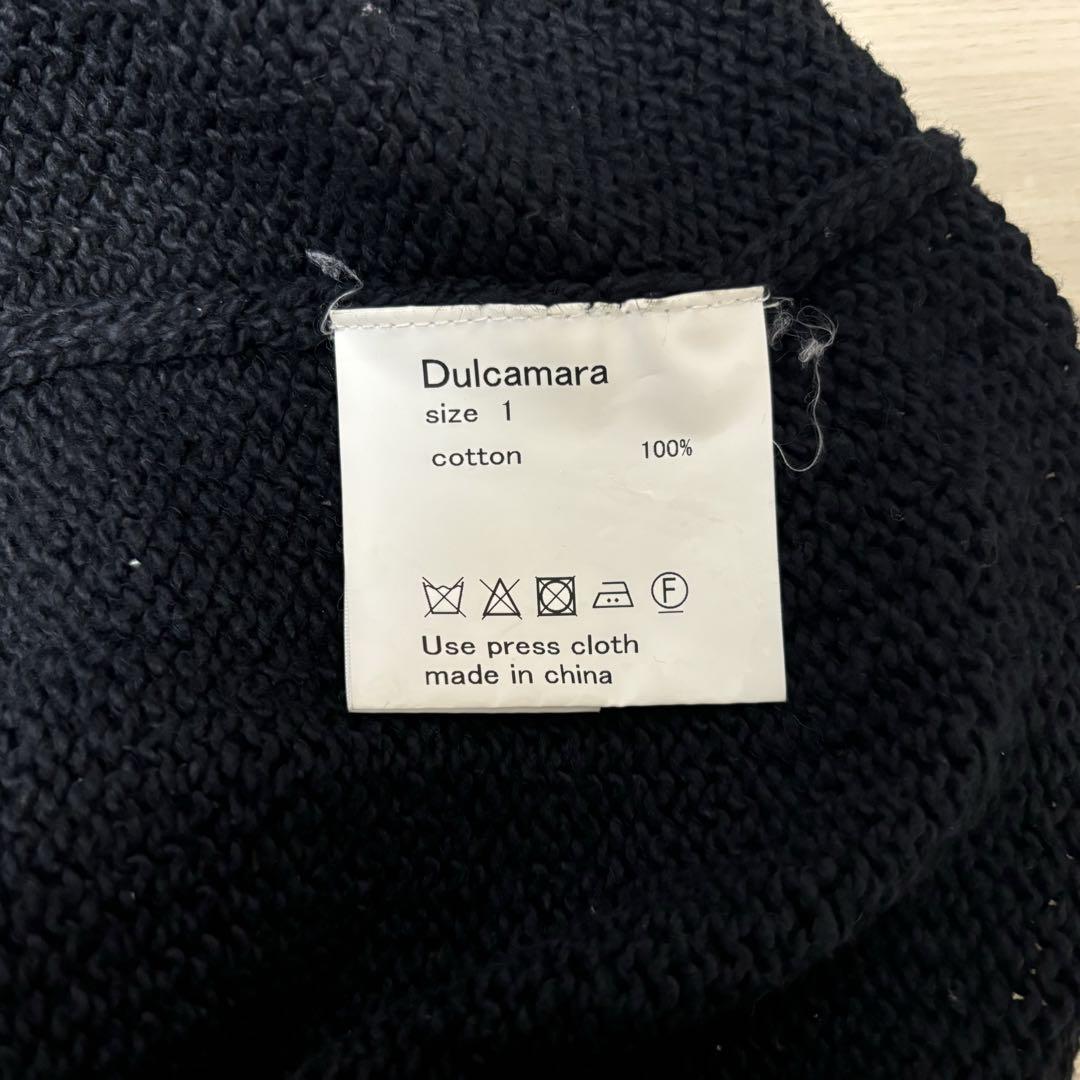 Dulcamara
size 1
cotton 100%
F
Use press cloth
made in china